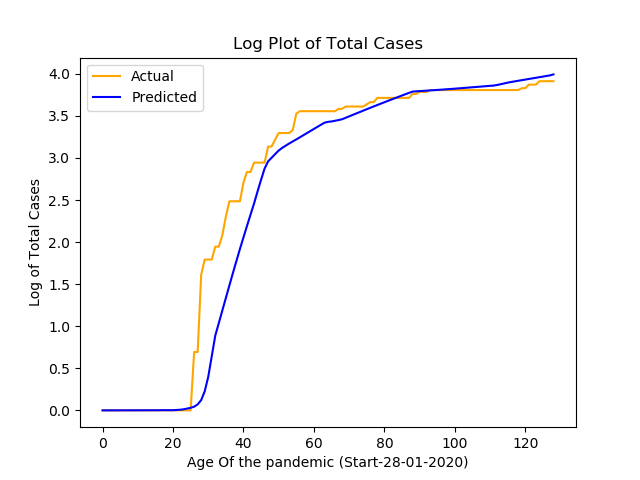 Log Plot of Total Cases
Actual
Predicted
4.0
3.5
3.0
2.5
2.0
1.5
1.0
0.5
0.0
Log of Total Cases
0 20 40 60 80 100 120
Age Of the pandemic (Start-28-01-2020)